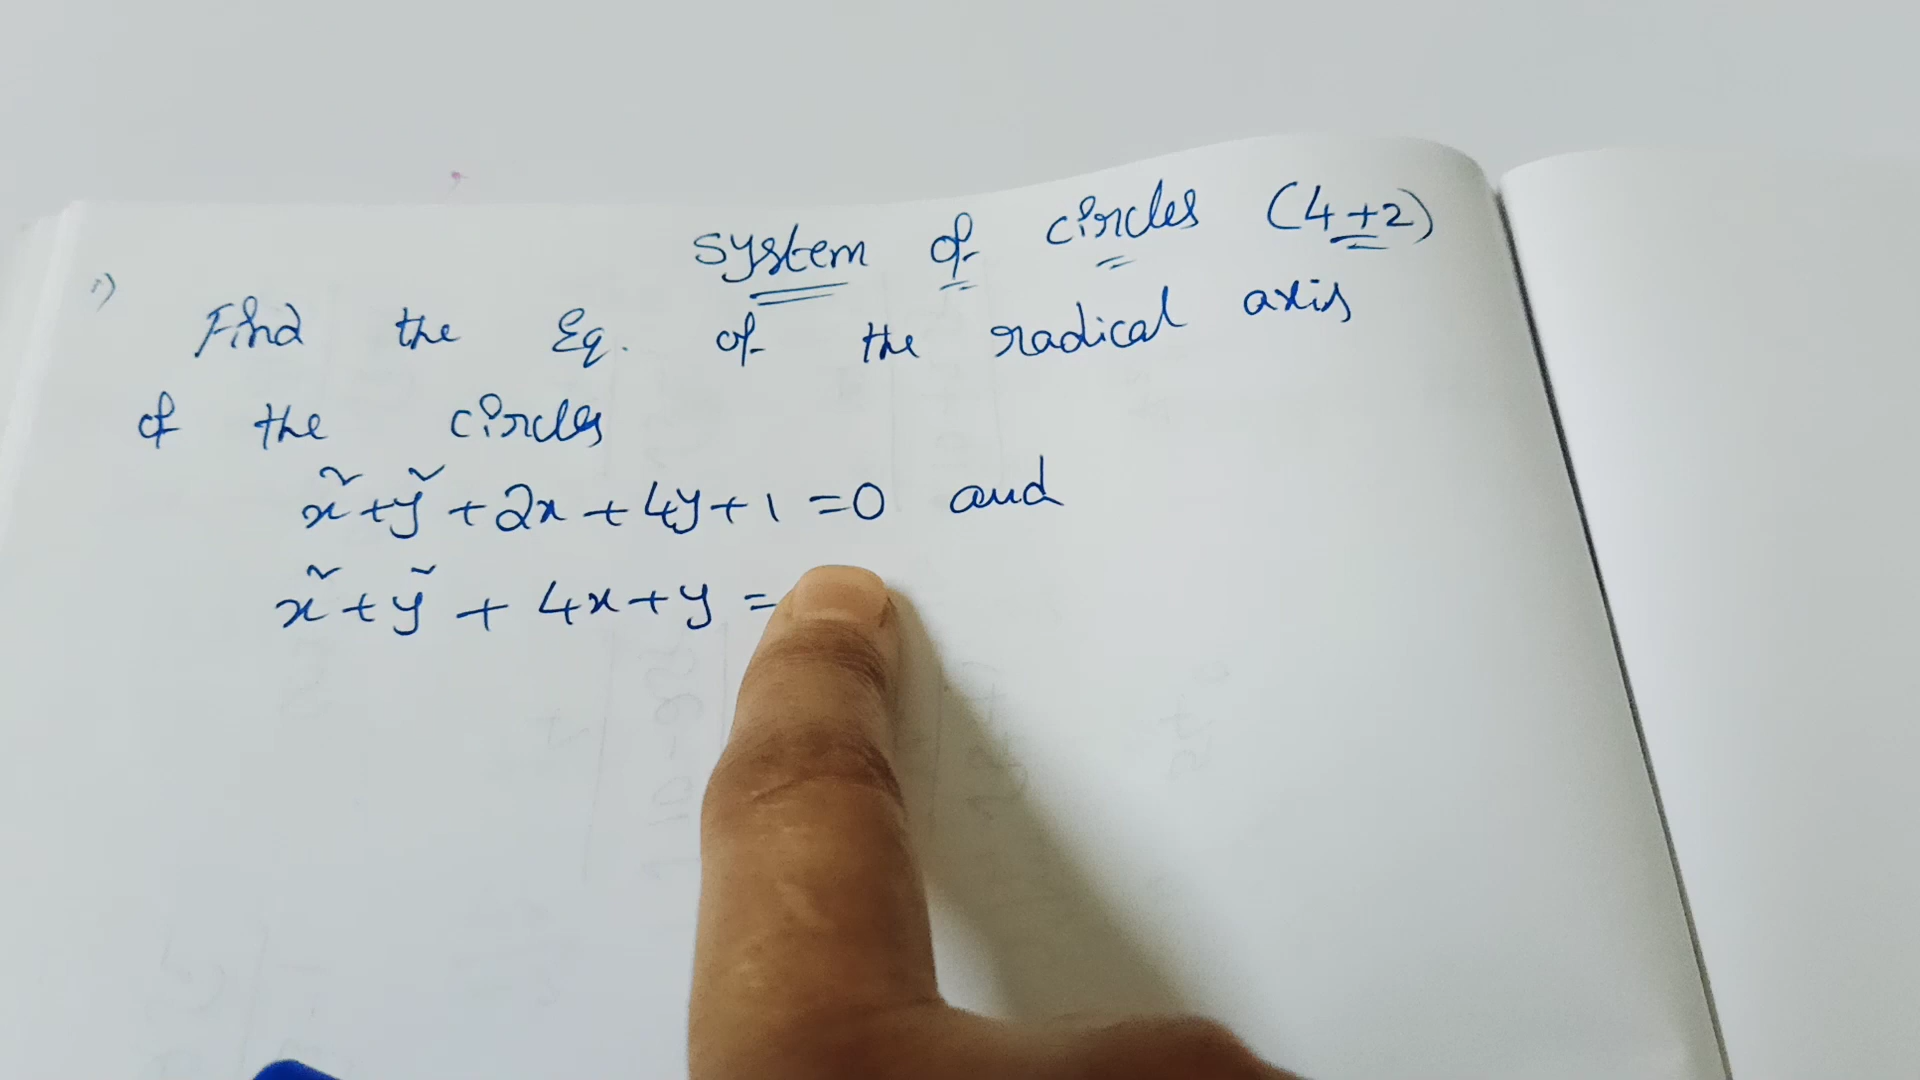 system of circles (4+2)
1) Find the Eq. of the radical axis
of the circles
x²+y²+2x+4y+1=0 and
x²+y²+4x+y=